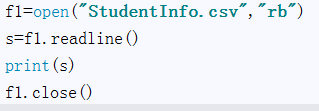 f1=open("StudentInfo.csv","rb")
s=f1.readline()
print(s)
f1.close()